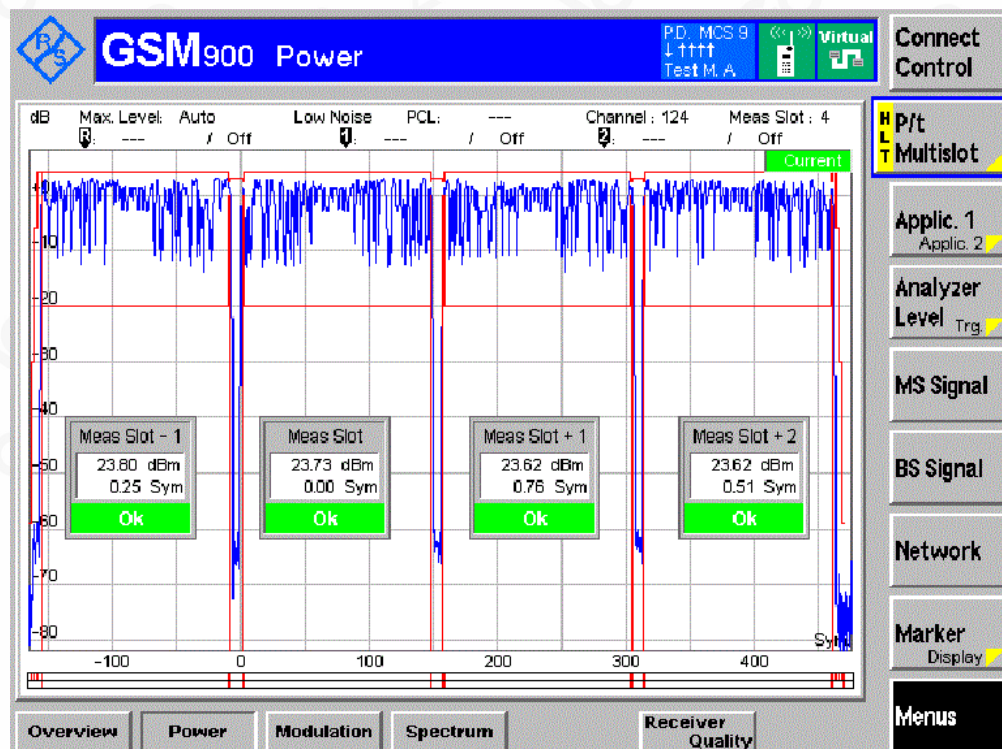 R/S
GSM900 Power
P.D. MCS 9
↓ ↑↑↑↑
Test M. A.
Virtual
Connect
Control
dB Max. Level: Auto Low Noise PCL: --- Channel : 124 Meas Slot : 4
R: --- / Off 1: --- / Off 2: --- / Off
Current
HLT
P/t
Multislot
Applic. 1
Applic. 2
Analyzer
Level Trg.
MS Signal
BS Signal
Network
Marker
Display
Menus
+0
-10
-20
-30
-40
-50
-60
-70
-80
Meas Slot - 1
23.80 dBm
0.25 Sym
Ok
Meas Slot
23.73 dBm
0.00 Sym
Ok
Meas Slot + 1
23.62 dBm
0.76 Sym
Ok
Meas Slot + 2
23.62 dBm
0.51 Sym
Ok
-100 0 100 200 300 400
Overview Power Modulation Spectrum Receiver
Quality